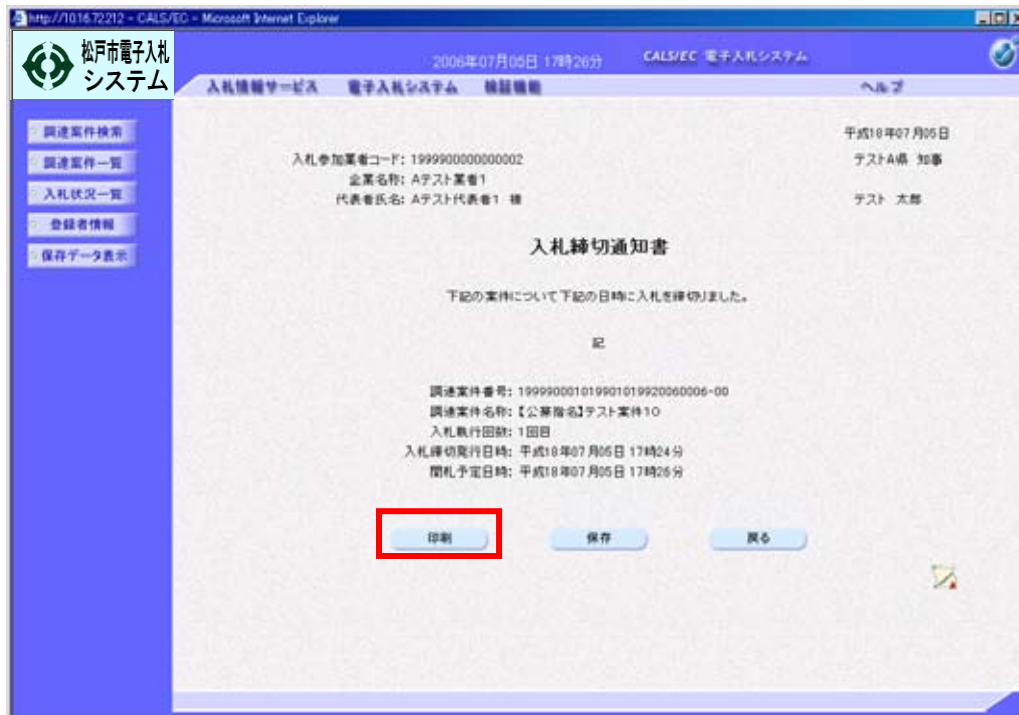 http://10.16.72.212 - CALS/EC - Microsoft Internet Explorer
松戸市電子入札
システム
2006年07月05日 17時26分
CALS/EC 電子入札システム
入札情報サービス 電子入札システム 検証機能 ヘルプ
調達案件検索
調達案件一覧
入札状況一覧
登録者情報
保存データ表示
平成18年07月05日
入札参加業者コード: 1999900000000002
企業名称: Aテスト業者1
代表者氏名: Aテスト代表者1 様
テストA県 知事
テスト 太郎
入札締切通知書
下記の案件について下記の日時に入札を締切りました。
記
調達案件番号: 199990001019901019920060006-00
調達案件名称: 【公募指名】テスト案件10
入札執行回数: 1回目
入札締切発行日時: 平成18年07月05日 17時24分
開札予定日時: 平成18年07月05日 17時26分
印刷
保存
戻る